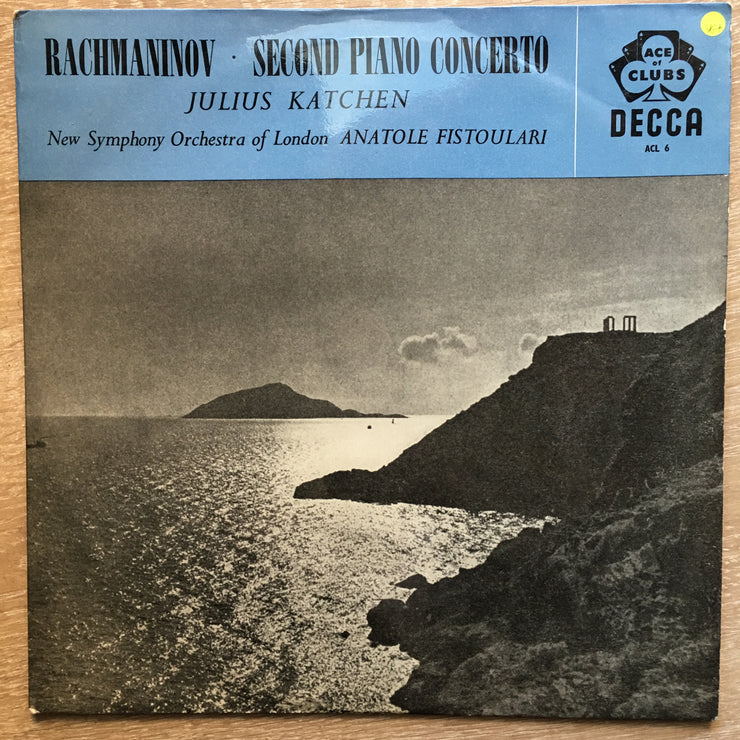 RACHMANINOV · SECOND PIANO CONCERTO
JULIUS KATCHEN
New Symphony Orchestra of London ANATOLE FISTOULARI
ACE
of
CLUBS
DECCA
ACL 6